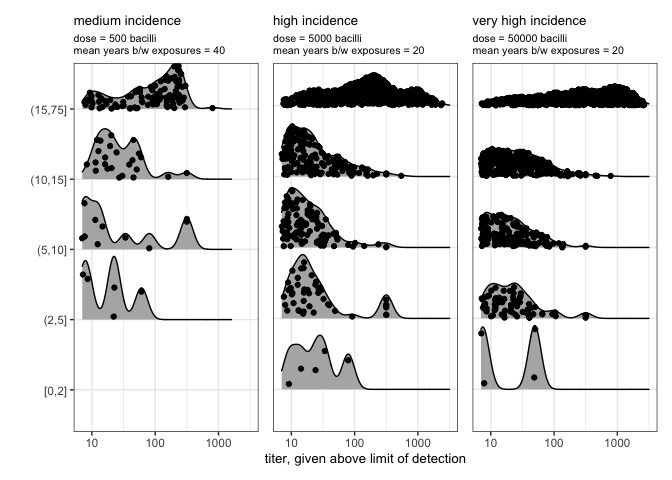 medium incidence
dose = 500 bacilli
mean years b/w exposures = 40
high incidence
dose = 5000 bacilli
mean years b/w exposures = 20
very high incidence
dose = 50000 bacilli
mean years b/w exposures = 20
(15,75]
(10,15]
(5,10]
(2,5]
[0,2]
10 100 1000
10 100 1000
10 100 1000
titer, given above limit of detection